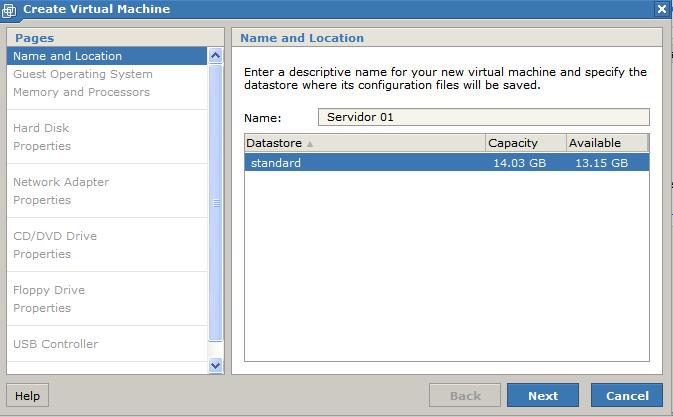 Create Virtual Machine
Pages
Name and Location
Guest Operating System
Memory and Processors
Hard Disk
Properties
Network Adapter
Properties
CD/DVD Drive
Properties
Floppy Drive
Properties
USB Controller
Name and Location
Enter a descriptive name for your new virtual machine and specify the
datastore where its configuration files will be saved.
Name: Servidor 01
Datastore Capacity Available
standard 14.03 GB 13.15 GB
Help Back Next Cancel